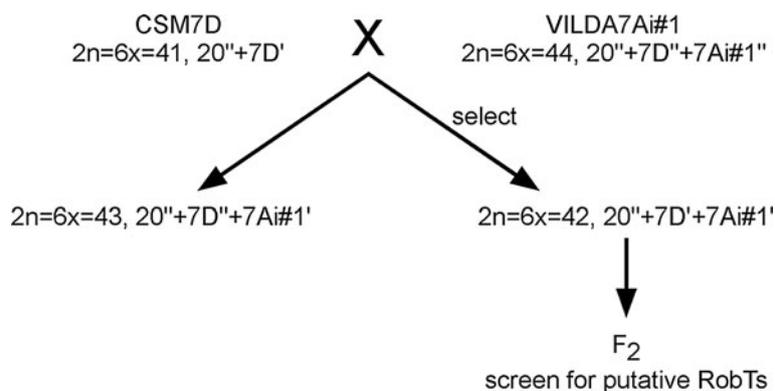 CSM7D
2n=6x=41, 20"+7D'
X
VILDA7Ai#1
2n=6x=44, 20"+7D"+7Ai#1"
select
2n=6x=43, 20"+7D"+7Ai#1'
2n=6x=42, 20"+7D'+7Ai#1'
F2
screen for putative RobTs